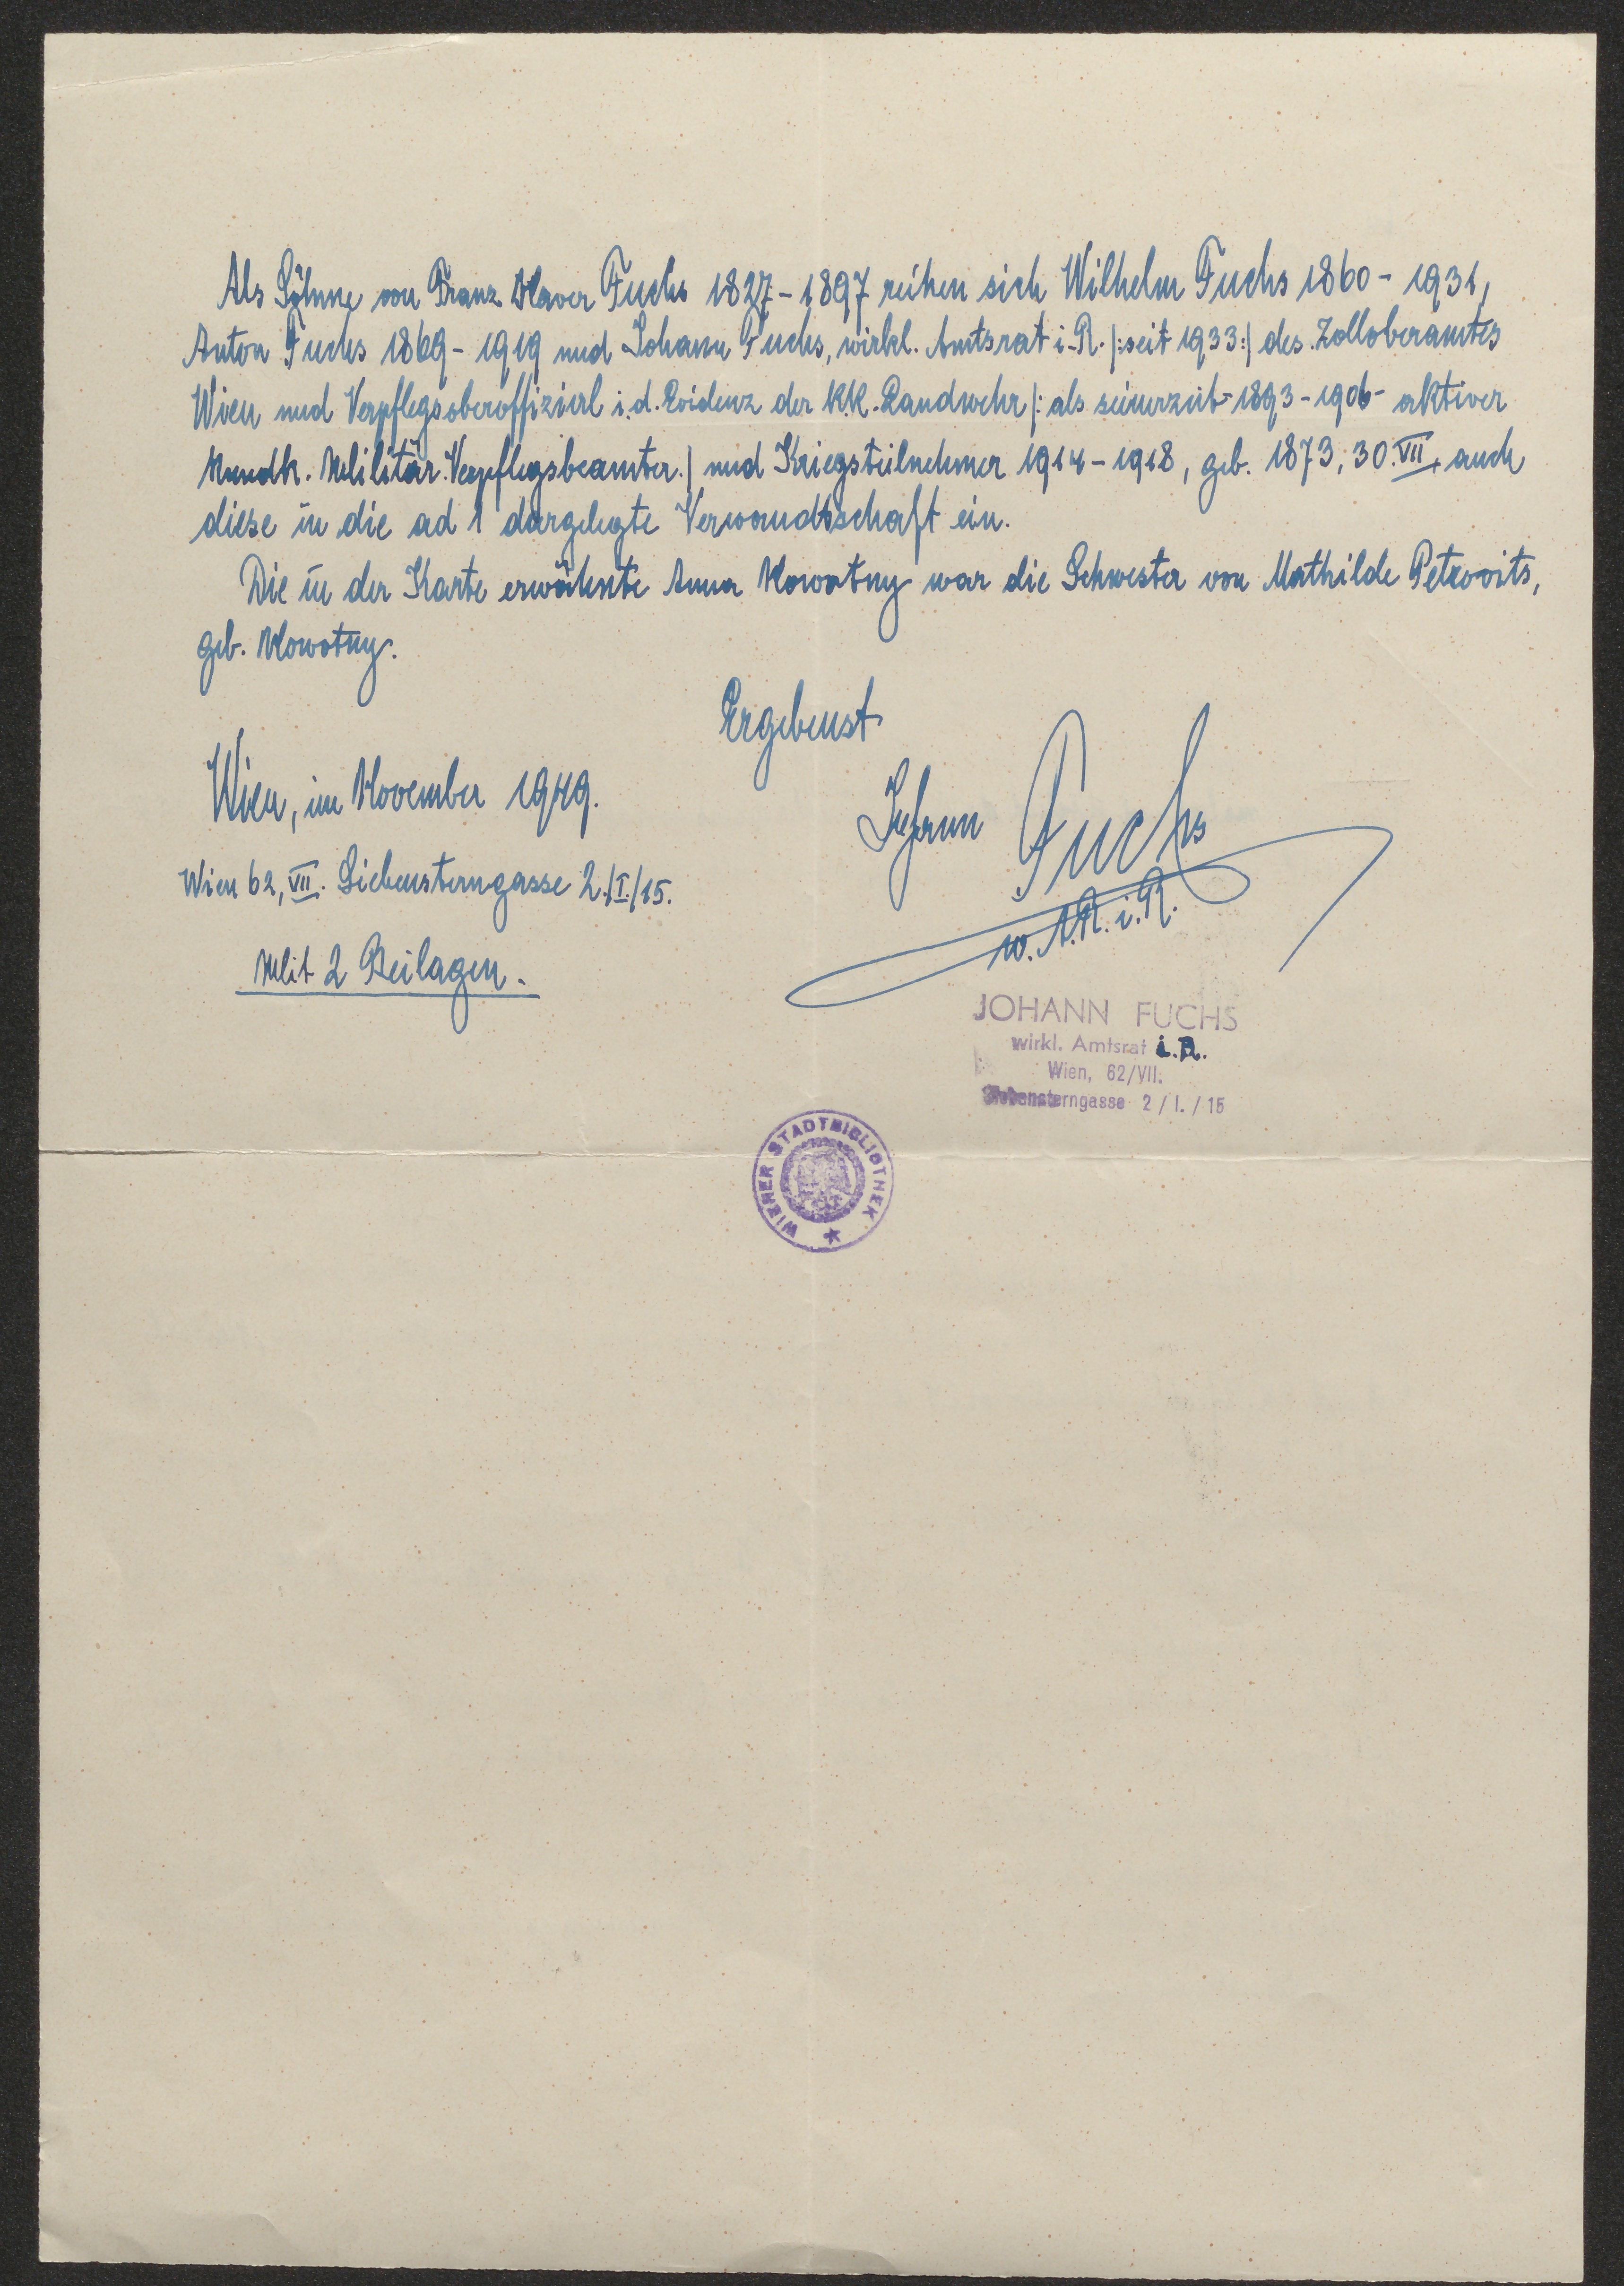 Als Söhne von Franz Xaver Fuchs 1827-1897 reihen sich Wilhelm Fuchs 1860-1931,
Anton Fuchs 1869-1919 und Johann Fuchs, wirkl. Amtsrat i. R. |:seit 1933:| des Zolloberamtes
Wien und Verpflegsoberoffizial i. d. Evidenz der k.k. Landwehr |: als seinerzeit-1893-1906- aktiver
Militär-Verpflegsbeamter.| und Kriegsteilnehmer 1914-1918, geb. 1873, 30. VII., auch
diese in die ad 1 dargelegte Verwandtschaft ein.
Die in der Karte erwähnte Anna Nowotny war die Schwester von Mathilde Petrovits,
geb. Nowotny.
Ergebenst
Wien, im November 1949.
Johann Fuchs
w. A.R. i. R.
Wien 62, VII. Siebensterngasse 2./I./15.
Mit 2 Beilagen.
JOHANN FUCHS
wirkl. Amtsrat i.R.
Wien, 62/VII.
Siebensterngasse 2 / I. / 15
WIENER STADTBIBLIOTHEK